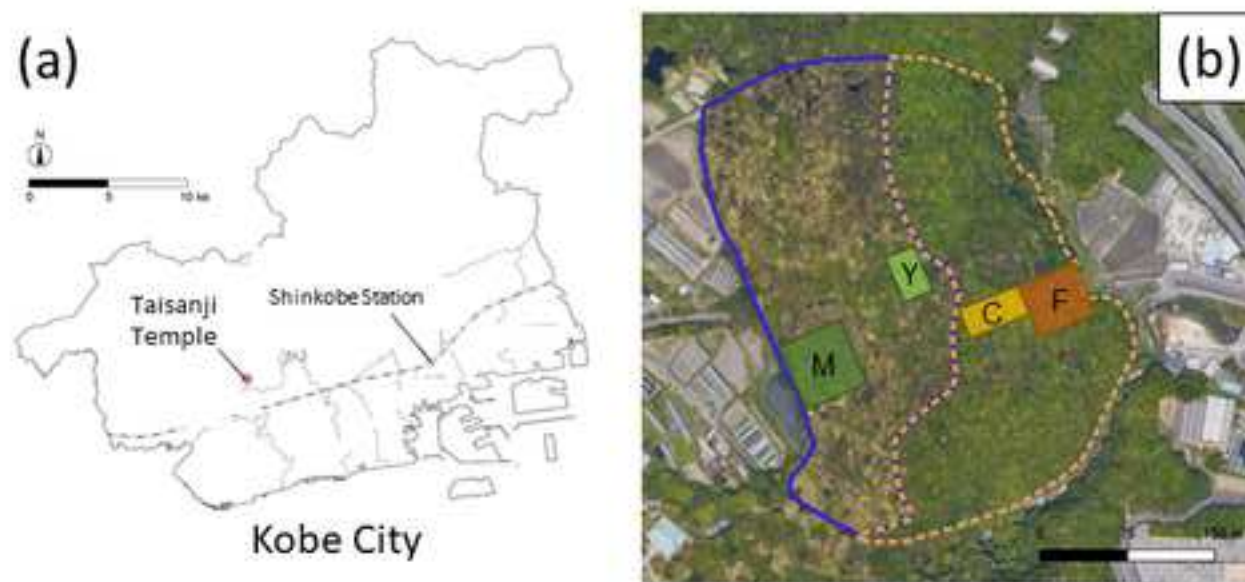 (a)
N
0 5 10 km
Taisanji
Temple
Shinkobe Station
Kobe City
(b)
Y
C
F
M